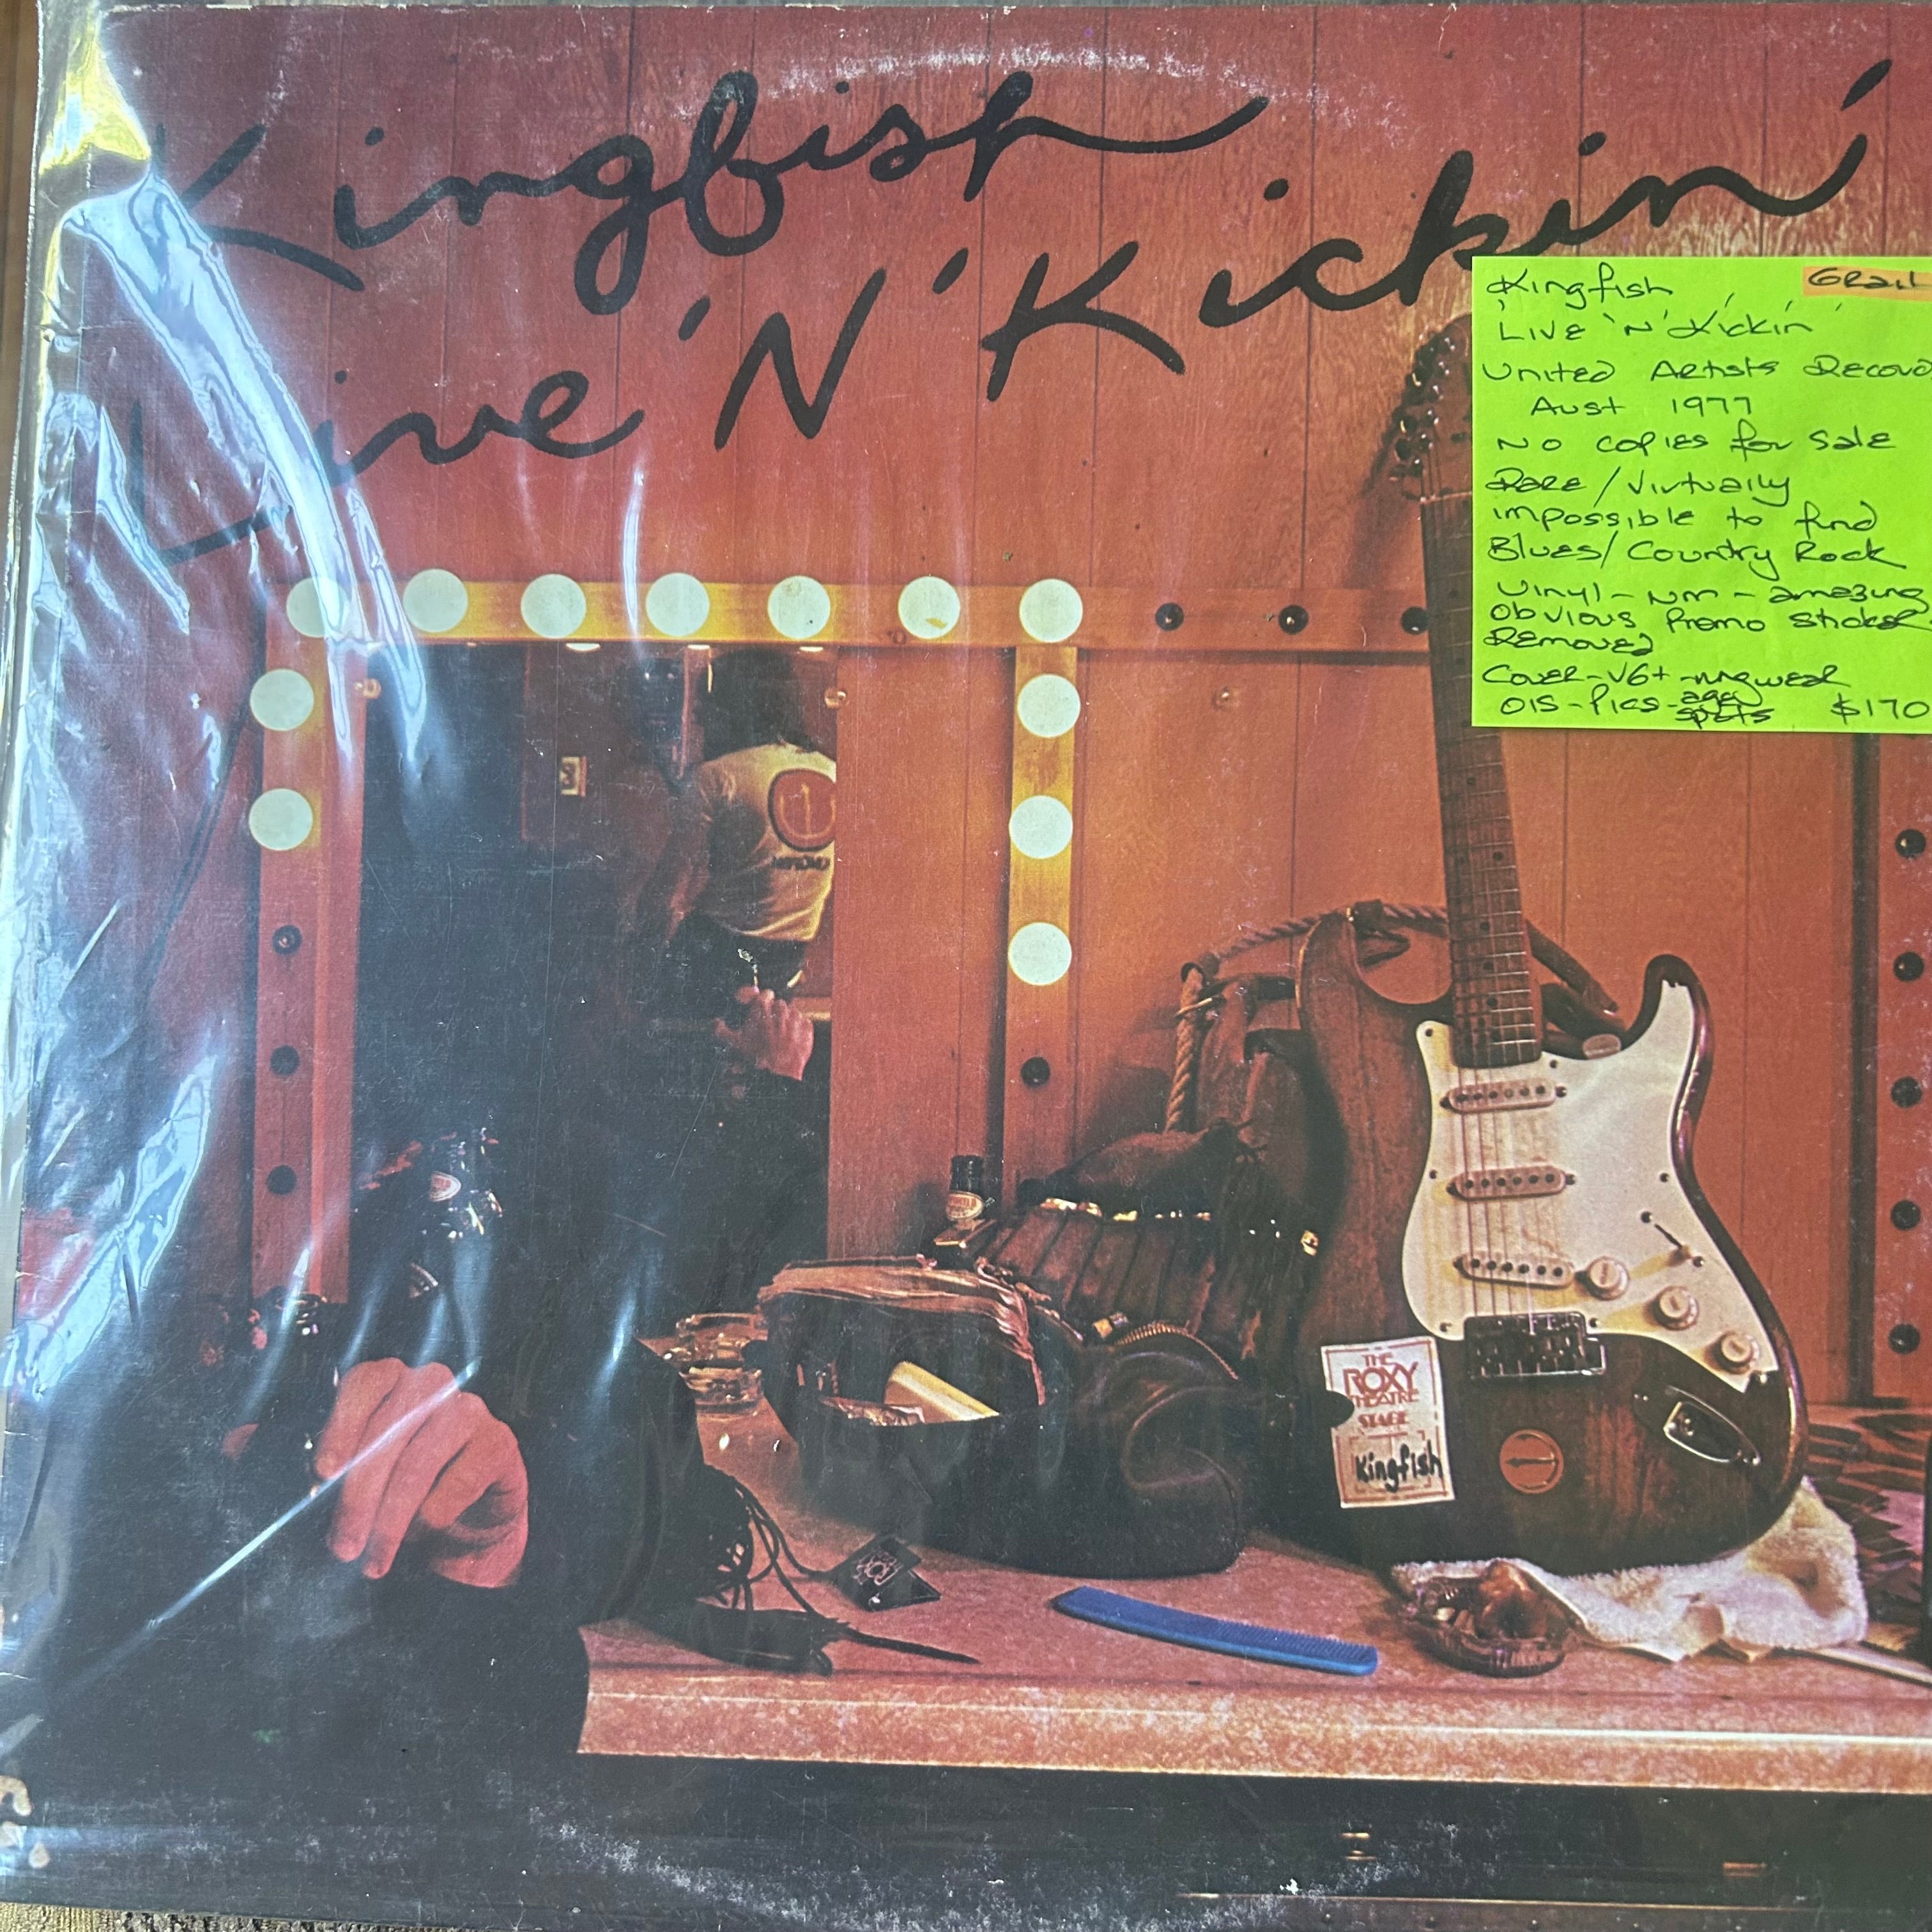 Kingfish
Live 'N' Kickin'
Kingfish
GRail
Live 'N' Kickin'
United Artists Record
Aust 1977
No copies for sale
Rare/Virtually
impossible to find
Blues/Country Rock
Vinyl - NM - amazing
Obvious Promo sticker
Removed
Cover - VG+ - ringwear
OIS - Pics - age
spots
$170
THE
ROXY
THEATRE
STAGE
Kingfish